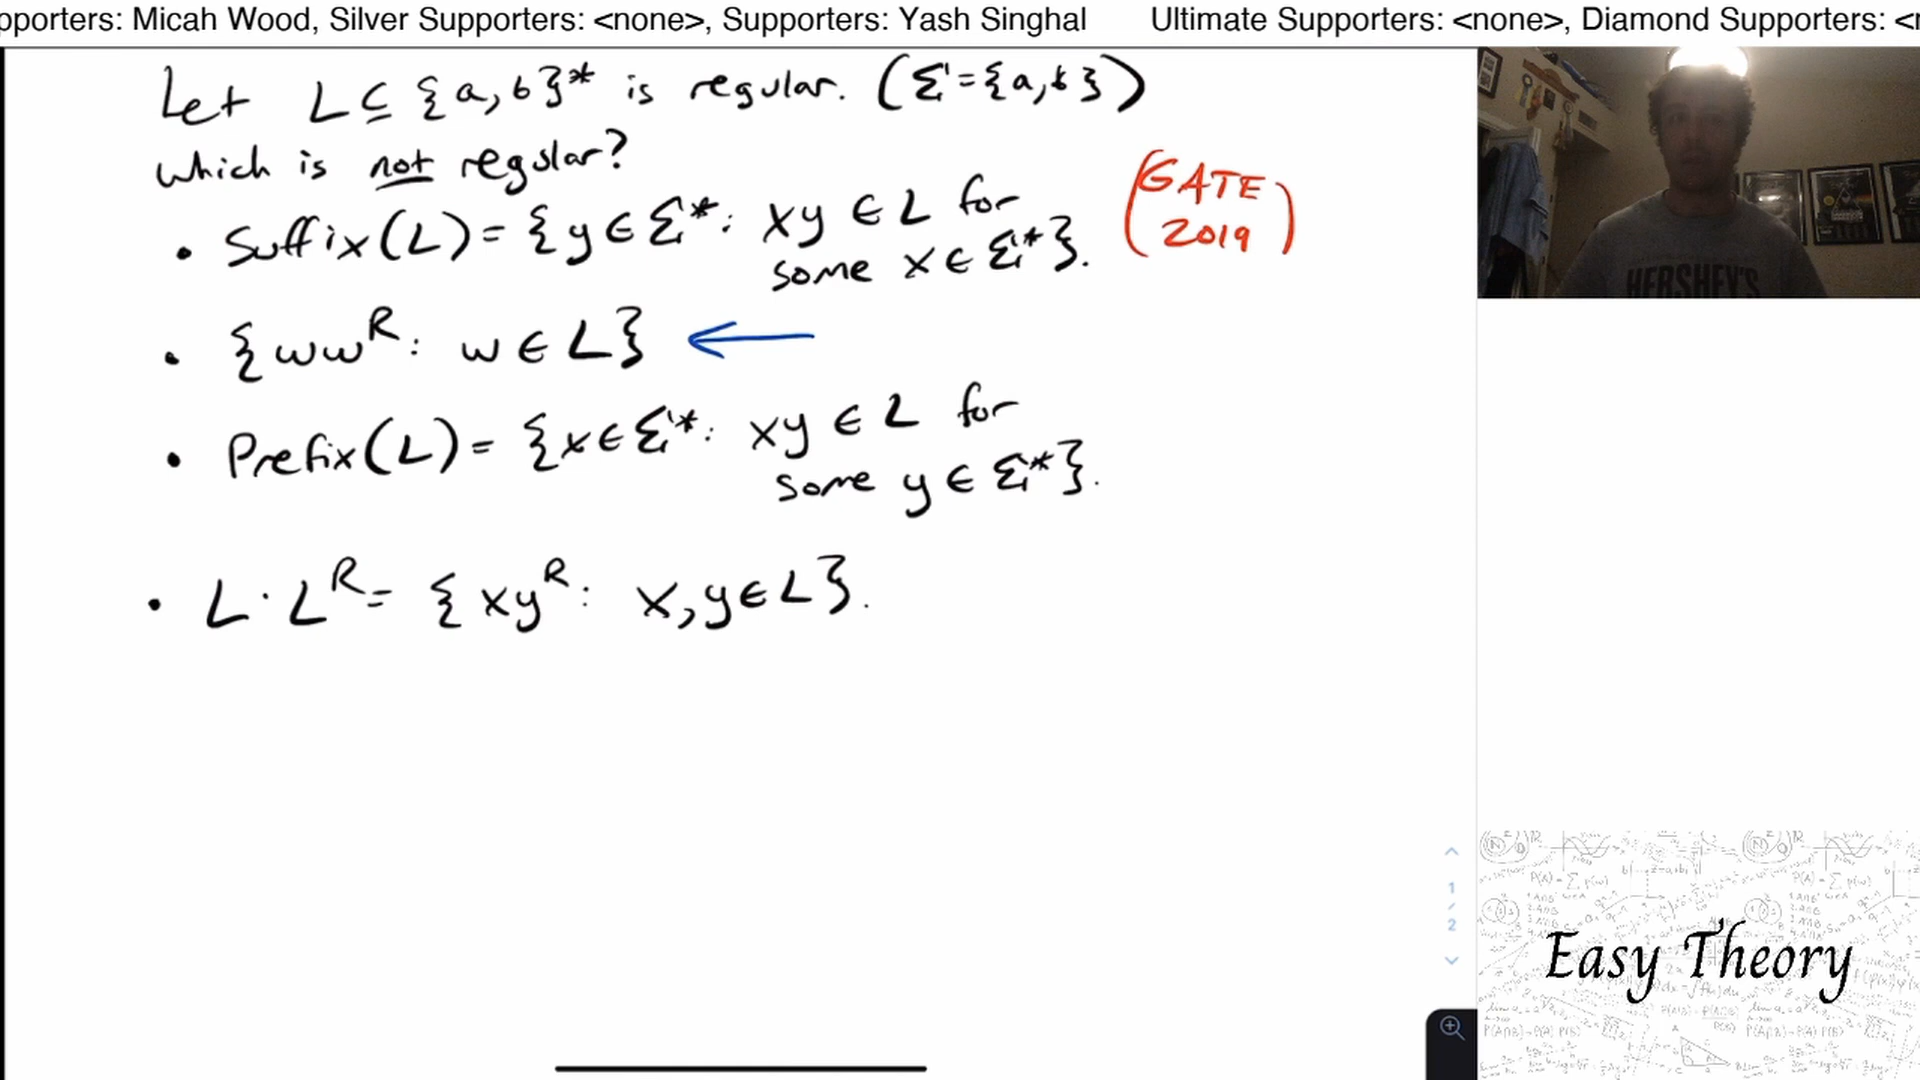 pporters: Micah Wood, Silver Supporters: <none>, Supporters: Yash Singhal Ultimate Supporters: <none>, Diamond Supporters: <n
Let L ⊆ {a, b}* is regular. (Σ = {a, b})
Which is not regular?
• Suffix(L) = {y ∈ Σ*: xy ∈ L for
some x ∈ Σ*}.
(GATE
2019)
• {ww^R: w ∈ L} ←
• Prefix(L) = {x ∈ Σ*: xy ∈ L for
some y ∈ Σ*}.
• L·L^R = {xy^R: x, y ∈ L}.
HERSHEY'S
1
/
2
Easy Theory